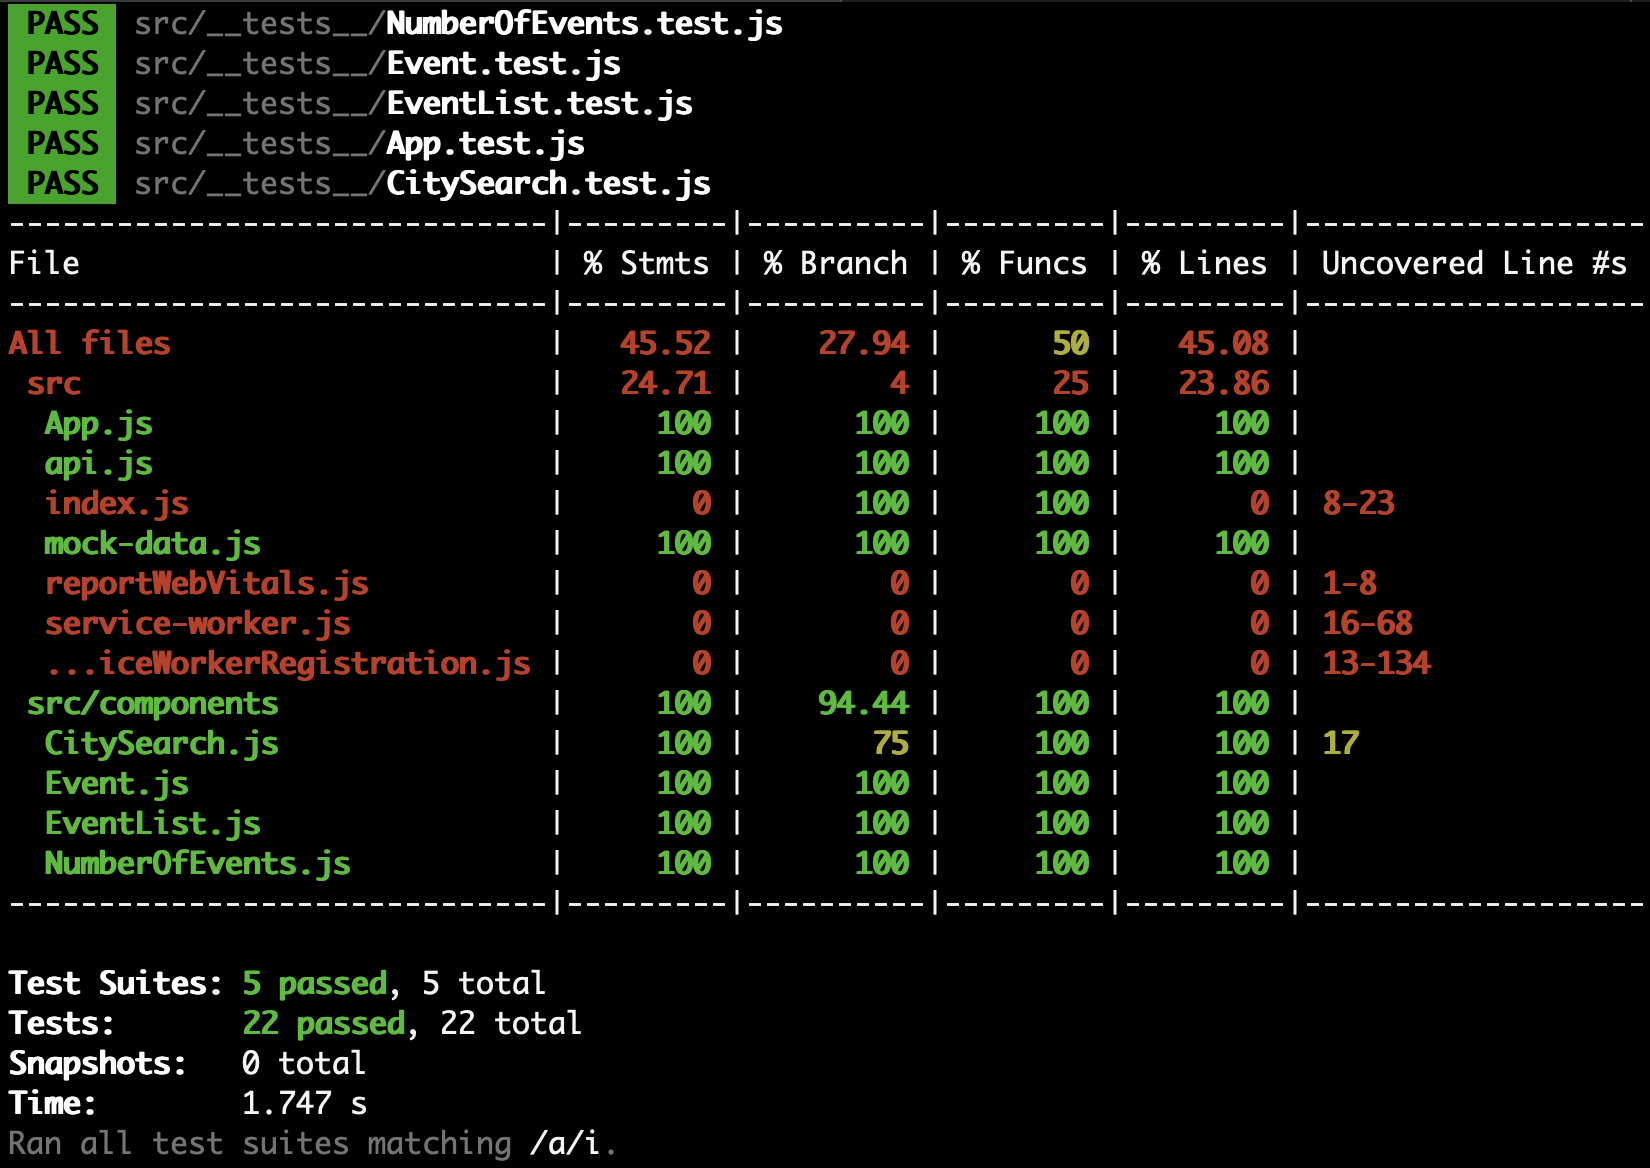 PASS src/__tests__/NumberOfEvents.test.js
PASS src/__tests__/Event.test.js
PASS src/__tests__/EventList.test.js
PASS src/__tests__/App.test.js
PASS src/__tests__/CitySearch.test.js
------------------------------|---------|----------|---------|---------|-------------------
File                          | % Stmts | % Branch | % Funcs | % Lines | Uncovered Line #s
------------------------------|---------|----------|---------|---------|-------------------
All files                     |   45.52 |    27.94 |      50 |   45.08 |
 src                          |   24.71 |        4 |      25 |   23.86 |
  App.js                      |     100 |      100 |     100 |     100 |
  api.js                      |     100 |      100 |     100 |     100 |
  index.js                    |       0 |      100 |     100 |       0 | 8-23
  mock-data.js                |     100 |      100 |     100 |     100 |
  reportWebVitals.js          |       0 |        0 |       0 |       0 | 1-8
  service-worker.js           |       0 |        0 |       0 |       0 | 16-68
  ...iceWorkerRegistration.js |       0 |        0 |       0 |       0 | 13-134
 src/components               |     100 |    94.44 |     100 |     100 |
  CitySearch.js               |     100 |       75 |     100 |     100 | 17
  Event.js                    |     100 |      100 |     100 |     100 |
  EventList.js                |     100 |      100 |     100 |     100 |
  NumberOfEvents.js           |     100 |      100 |     100 |     100 |
------------------------------|---------|----------|---------|---------|-------------------
Test Suites: 5 passed, 5 total
Tests:       22 passed, 22 total
Snapshots:   0 total
Time:        1.747 s
Ran all test suites matching /a/i.